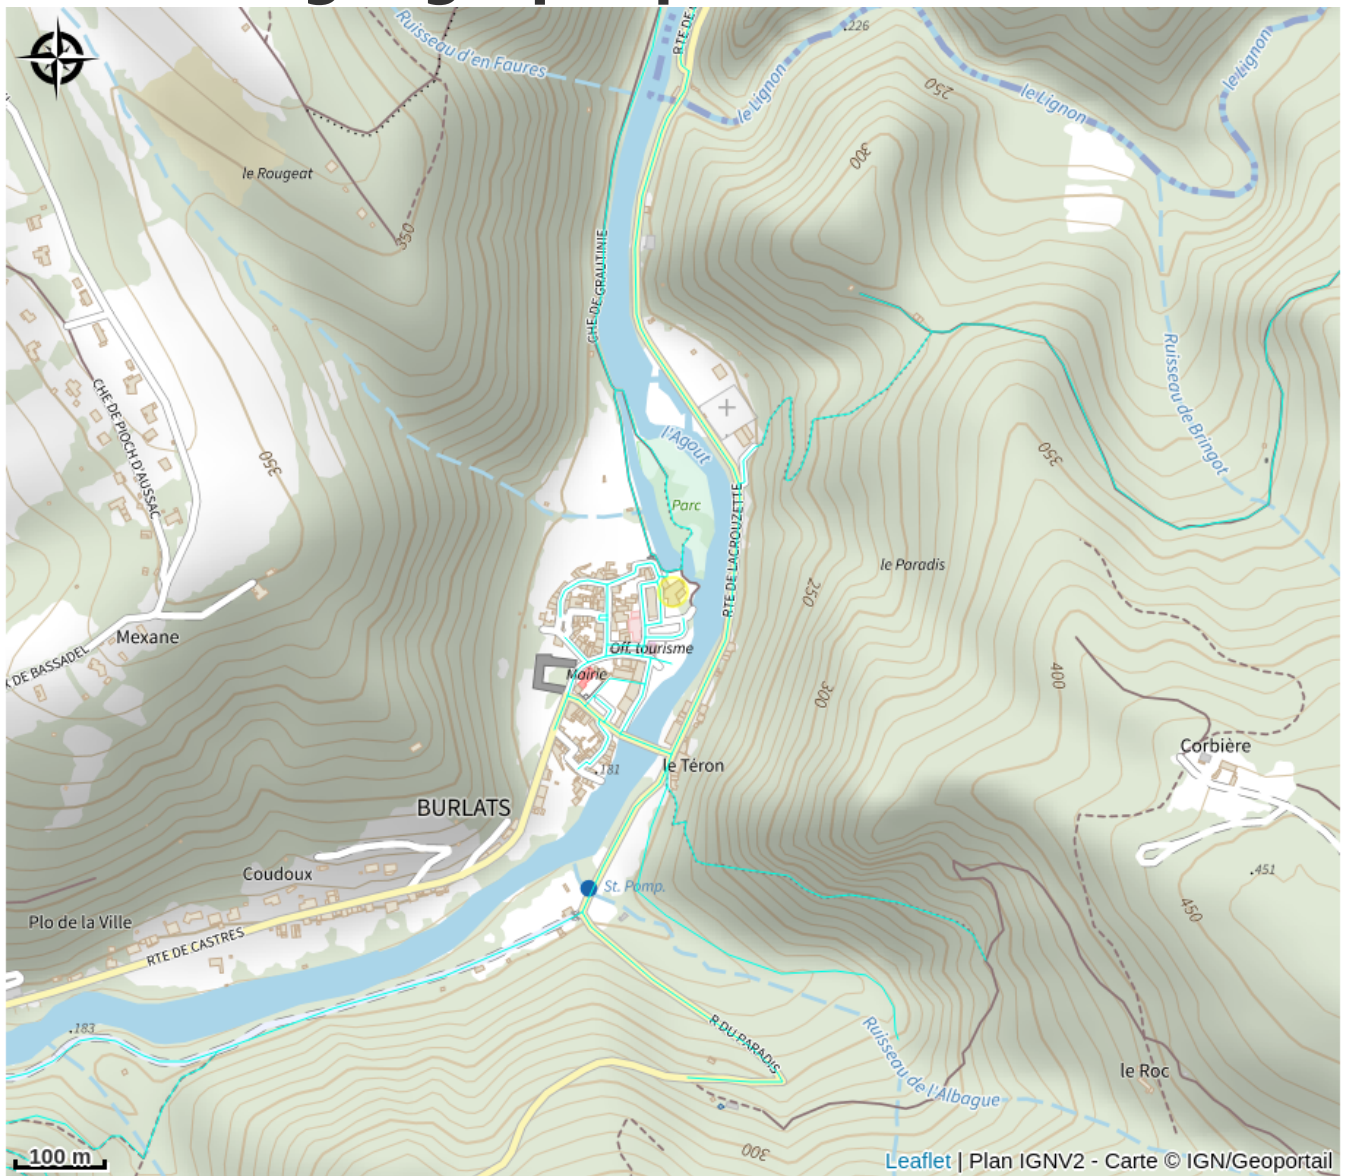 Ruisseau d'en Faures
RTE DE
.226
le Lignon
le Lignon
le Lignon
250
300
le Rougeat
350
CHE DE GRAUTINIE
Ruisseau de Bringot
CHE DE PIOCH D'AUSSAC
350
l'Agout
350
Parc
RTE DE LACROUZETTE
le Paradis
250
Mexane
DE BASSADEL
Off. tourisme
Mairie
300
400
Corbière
le Téron
.181
BURLATS
Coudoux
St. Pomp.
.451
450
Plo de la Ville
RTE DE CASTRES
.183
R DU PARADIS
Ruisseau de l'Albague
le Roc
300
100 m
Leaflet | Plan IGNV2 - Carte © IGN/Geoportail